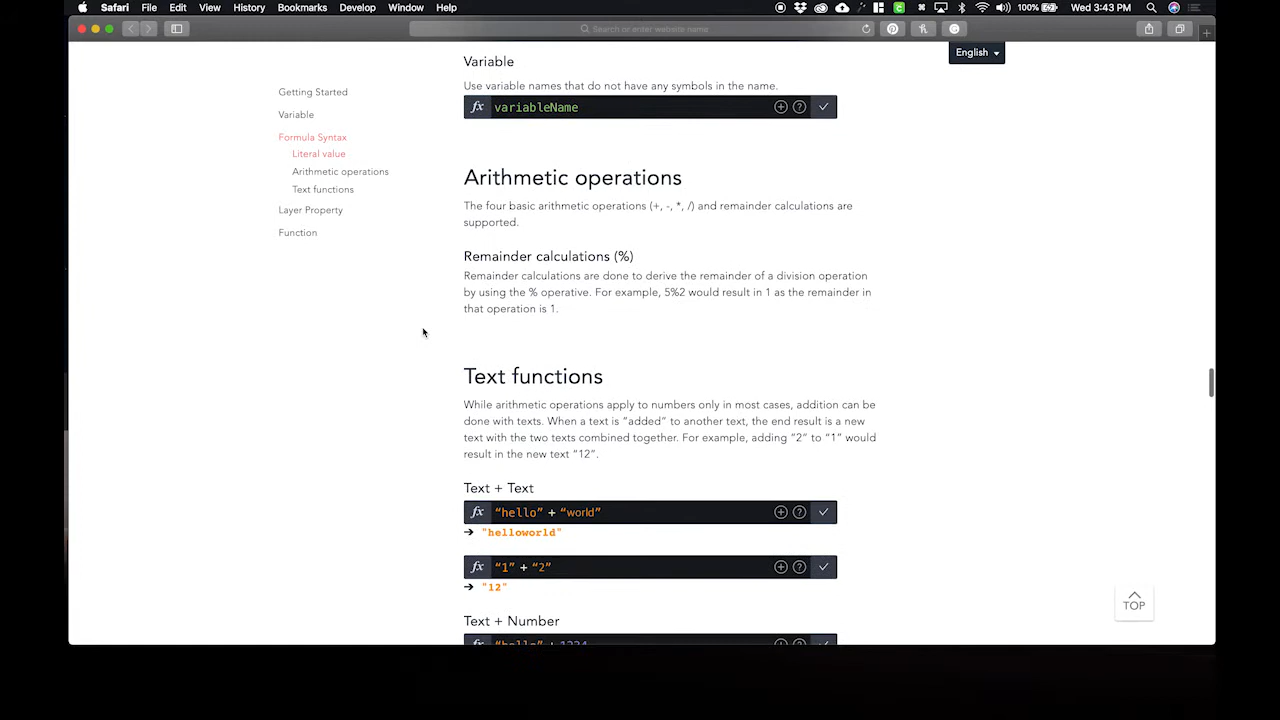 Safari File Edit View History Bookmarks Develop Window Help 100% Wed 3:43 PM
Search or enter website name
English
Getting Started
Variable
Formula Syntax
Literal value
Arithmetic operations
Text functions
Layer Property
Function
Variable
Use variable names that do not have any symbols in the name.
fx variableName
Arithmetic operations
The four basic arithmetic operations (+, -, *, /) and remainder calculations are
supported.
Remainder calculations (%)
Remainder calculations are done to derive the remainder of a division operation
by using the % operative. For example, 5%2 would result in 1 as the remainder in
that operation is 1.
Text functions
While arithmetic operations apply to numbers only in most cases, addition can be
done with texts. When a text is “added” to another text, the end result is a new
text with the two texts combined together. For example, adding “2” to “1” would
result in the new text “12”.
Text + Text
fx “hello” + “world”
→ "helloworld"
fx “1” + “2”
→ "12"
Text + Number
fx “hello” + 1234
TOP